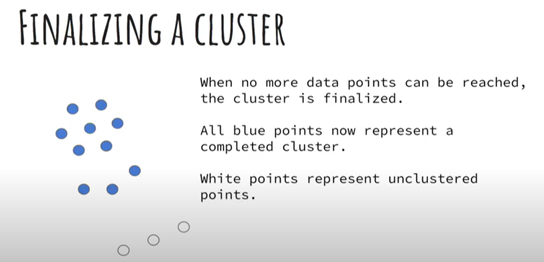 FINALIZING A CLUSTER
When no more data points can be reached,
the cluster is finalized.
All blue points now represent a
completed cluster.
White points represent unclustered
points.